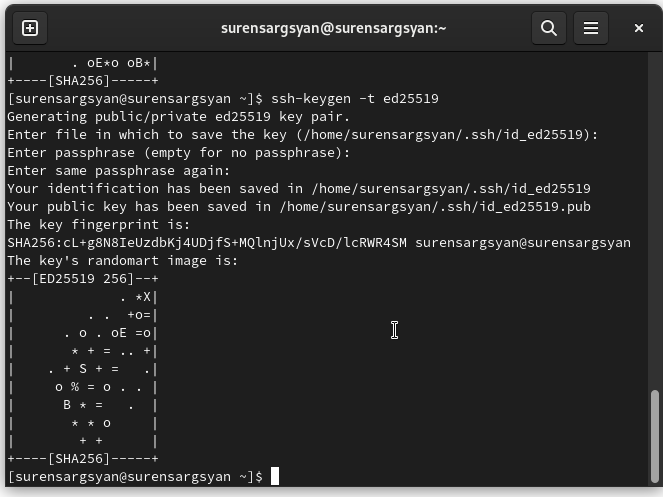 surensargsyan@surensargsyan:~
|       . oE*o oB*|
+----[SHA256]-----+
[surensargsyan@surensargsyan ~]$ ssh-keygen -t ed25519
Generating public/private ed25519 key pair.
Enter file in which to save the key (/home/surensargsyan/.ssh/id_ed25519):
Enter passphrase (empty for no passphrase):
Enter same passphrase again:
Your identification has been saved in /home/surensargsyan/.ssh/id_ed25519
Your public key has been saved in /home/surensargsyan/.ssh/id_ed25519.pub
The key fingerprint is:
SHA256:cL+g8N8IeUzdbKj4UDjfS+MQlnjUx/sVcD/lcRWR4SM surensargsyan@surensargsyan
The key's randomart image is:
+--[ED25519 256]--+
|             . *X|
|         . .  +o=|
|      . o . oE =o|
|       * + = .. +|
|    . + S + =   .|
|     o % = o . . |
|      B * =   .  |
|       * * o     |
|        + +      |
+----[SHA256]-----+
[surensargsyan@surensargsyan ~]$